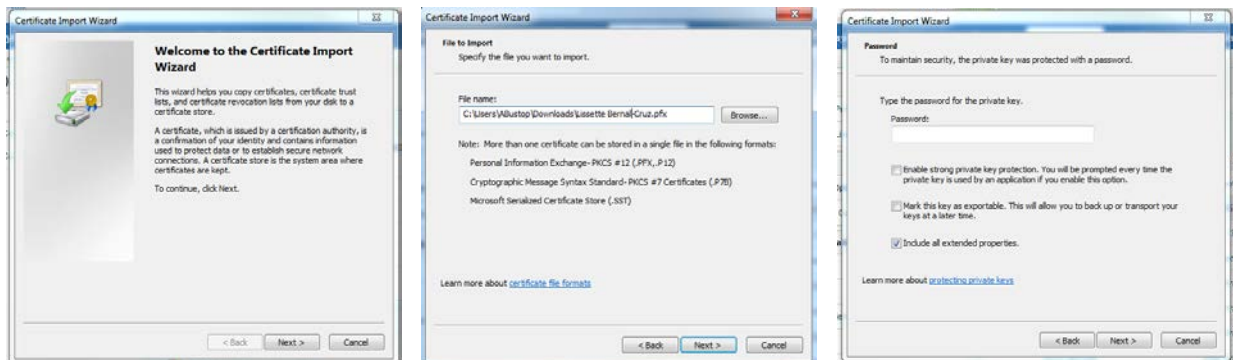 Certificate Import Wizard
Welcome to the Certificate Import
Wizard
This wizard helps you copy certificates, certificate trust
lists, and certificate revocation lists from your disk to a
certificate store.
A certificate, which is issued by a certification authority, is
a confirmation of your identity and contains information
used to protect data or to establish secure network
connections. A certificate store is the system area where
certificates are kept.
To continue, click Next.
< Back
Next >
Cancel
Certificate Import Wizard
File to Import
Specify the file you want to import.
File name:
C:\Users\ABustop\Downloads\Lissette Bernal-Cruz.pfx
Browse...
Note: More than one certificate can be stored in a single file in the following formats:
Personal Information Exchange- PKCS #12 (.PFX,.P12)
Cryptographic Message Syntax Standard- PKCS #7 Certificates (.P7B)
Microsoft Serialized Certificate Store (.SST)
Learn more about certificate file formats
< Back
Next >
Cancel
Certificate Import Wizard
Password
To maintain security, the private key was protected with a password.
Type the password for the private key.
Password:
Enable strong private key protection. You will be prompted every time the
private key is used by an application if you enable this option.
Mark this key as exportable. This will allow you to back up or transport your
keys at a later time.
Include all extended properties.
Learn more about protecting private keys
< Back
Next >
Cancel